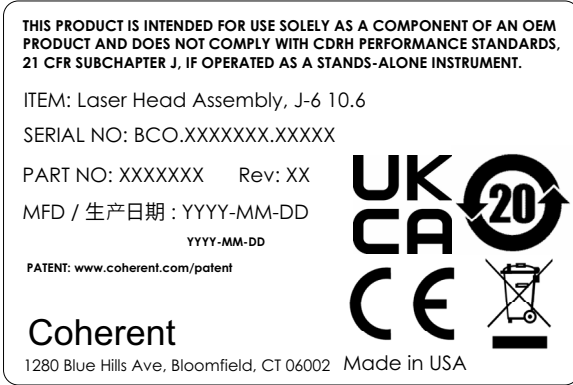 THIS PRODUCT IS INTENDED FOR USE SOLELY AS A COMPONENT OF AN OEM
PRODUCT AND DOES NOT COMPLY WITH CDRH PERFORMANCE STANDARDS,
21 CFR SUBCHAPTER J, IF OPERATED AS A STANDS-ALONE INSTRUMENT.
ITEM: Laser Head Assembly, J-6 10.6
SERIAL NO: BCO.XXXXXXX.XXXXX
PART NO: XXXXXXX Rev: XX
MFD / 生产日期 : YYYY-MM-DD
YYYY-MM-DD
PATENT: www.coherent.com/patent
UK
CA
20
CE
Coherent
1280 Blue Hills Ave, Bloomfield, CT 06002 Made in USA